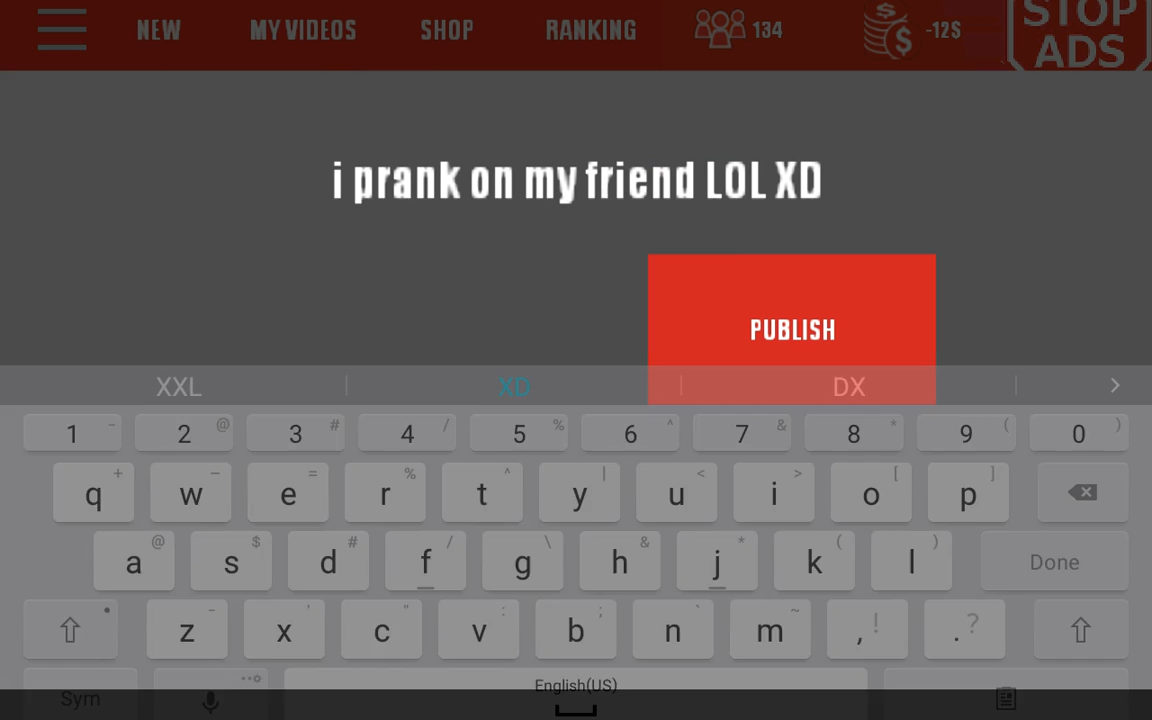 NEW MY VIDEOS SHOP RANKING 134 -12$ STOP
ADS
i prank on my friend LOL XD
PUBLISH
XXL XD DX >
1 - 2 @ 3 # 4 / 5 % 6 ^ 7 & 8 * 9 ( 0 )
q + w − e = r % t ^ y | u < i > o [ p ]
a @ s $ d # f / g \ h & j * k ( l ) Done
z - x ' c " v : b ; n ` m ~ , ! . ?
Sym English(US)